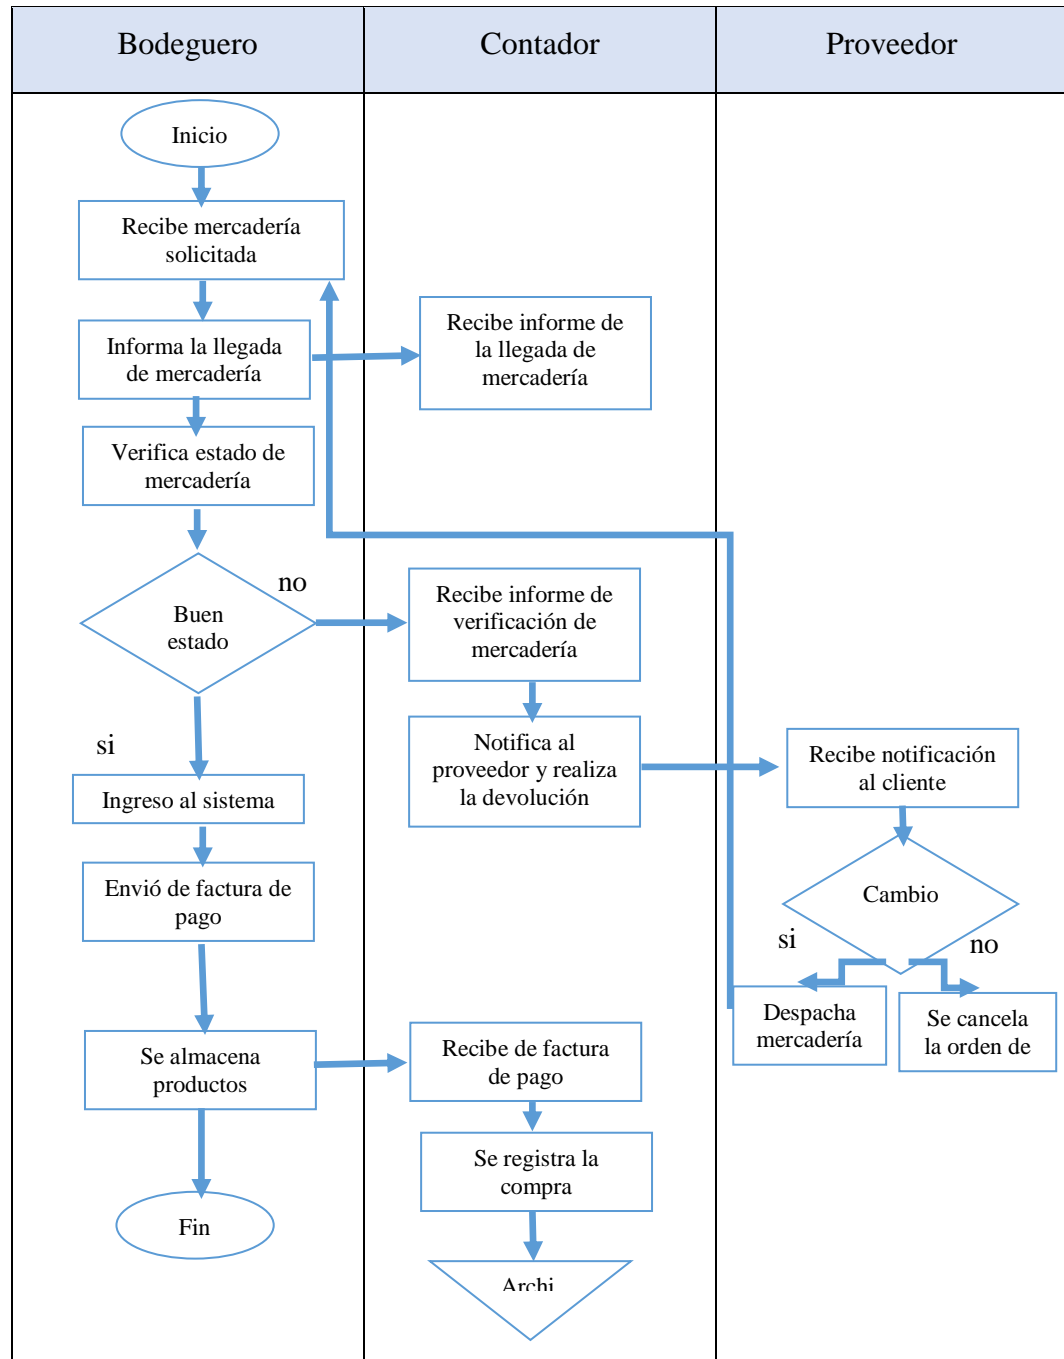 Bodeguero
Contador
Proveedor
Inicio
Recibe mercadería
solicitada
Informa la llegada
de mercadería
Recibe informe de
la llegada de
mercadería
Verifica estado de
mercadería
Buen
estado
no
Recibe informe de
verificación de
mercadería
si
Notifica al
proveedor y realiza
la devolución
Recibe notificación
al cliente
Ingreso al sistema
Envió de factura de
pago
Cambio
si
no
Despacha
mercadería
Se cancela
la orden de
Se almacena
productos
Recibe de factura
de pago
Se registra la
compra
Fin
Archi